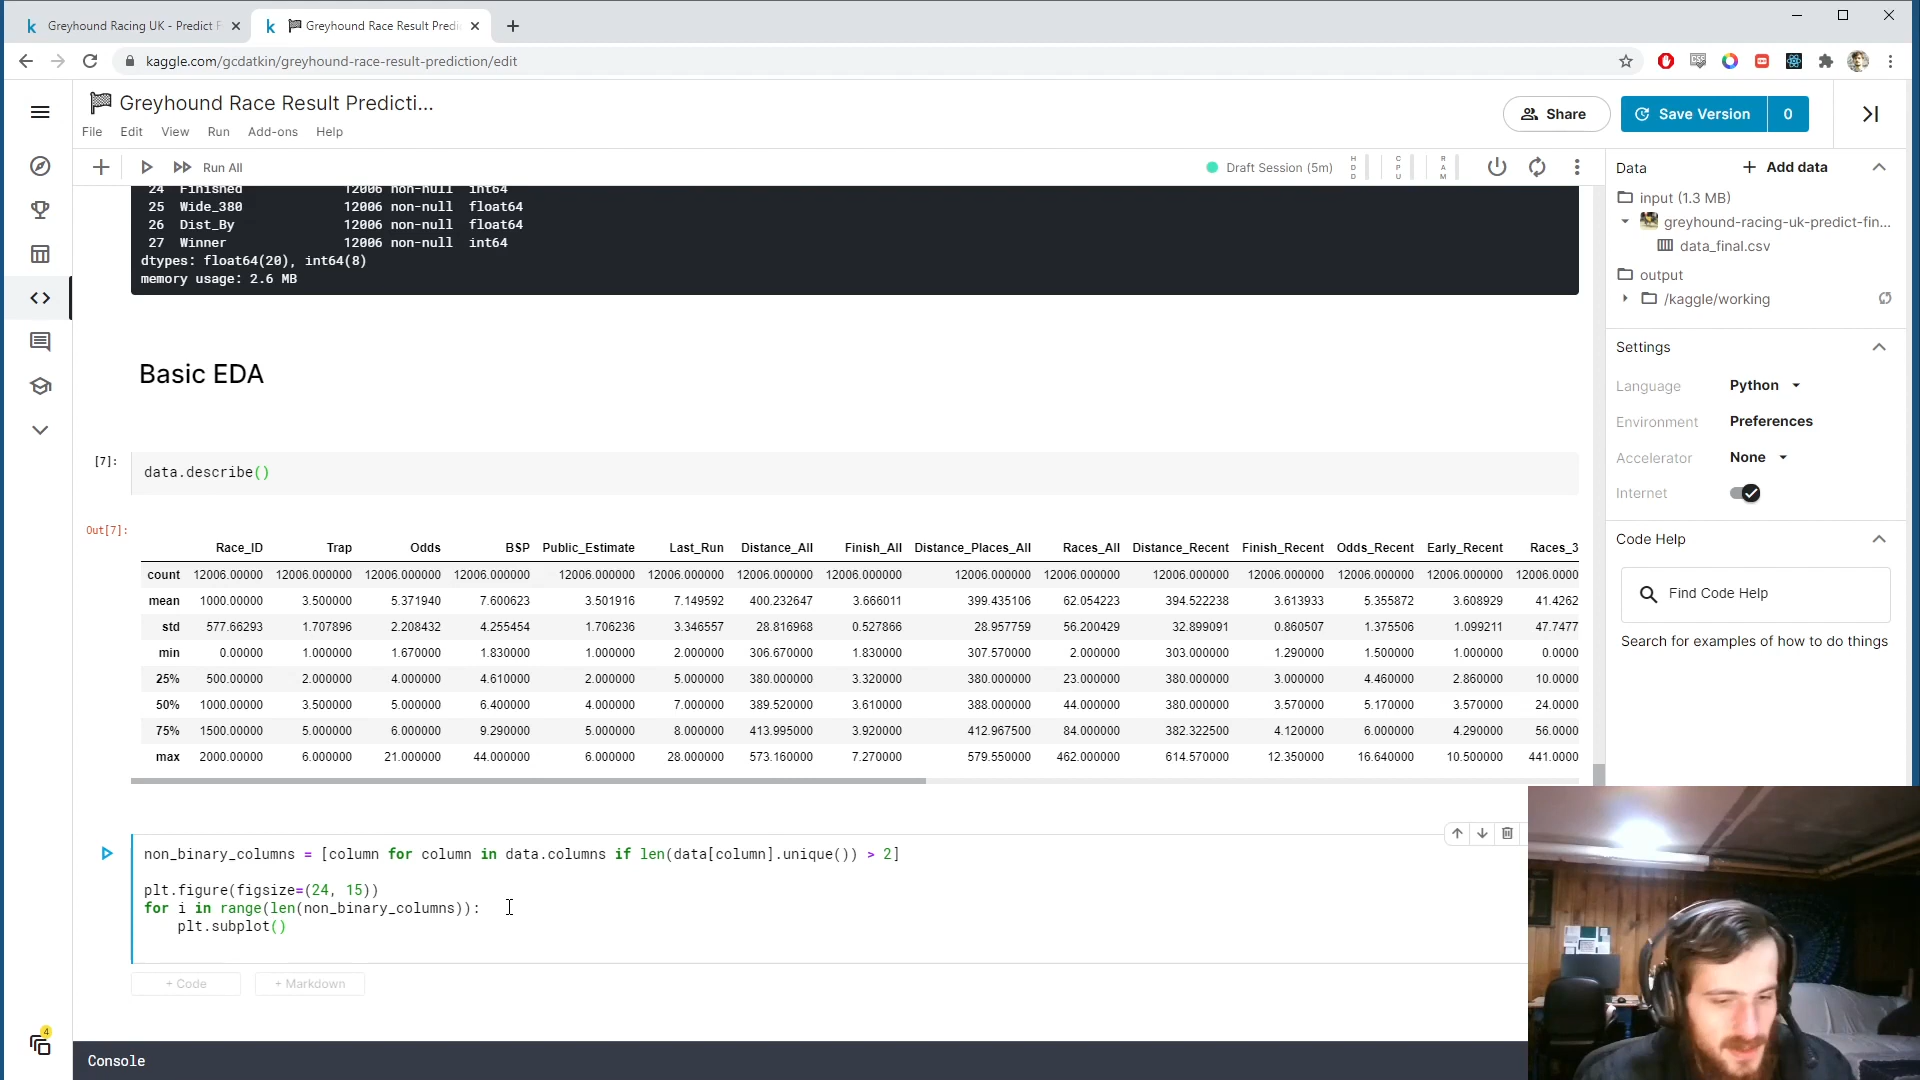 Greyhound Racing UK - Predict F
Greyhound Race Result Predi
kaggle.com/gcdatkin/greyhound-race-result-prediction/edit
Greyhound Race Result Predicti...
File Edit View Run Add-ons Help
Share
Save Version 0
Run All
Draft Session (5m)
HDD
CPU
RAM
24 Finished 12006 non-null int64
25 Wide_380 12006 non-null float64
26 Dist_By 12006 non-null float64
27 Winner 12006 non-null int64
dtypes: float64(20), int64(8)
memory usage: 2.6 MB
Basic EDA
[7]:
data.describe()
Out[7]:
Race_ID Trap Odds BSP Public_Estimate Last_Run Distance_All Finish_All Distance_Places_All Races_All Distance_Recent Finish_Recent Odds_Recent Early_Recent Races_3
count 12006.00000 12006.000000 12006.000000 12006.000000 12006.000000 12006.000000 12006.000000 12006.000000 12006.000000 12006.000000 12006.000000 12006.000000 12006.000000 12006.000000 12006.0000
mean 1000.00000 3.500000 5.371940 7.600623 3.501916 7.149592 400.232647 3.666011 399.435106 62.054223 394.522238 3.613933 5.355872 3.608929 41.4262
std 577.66293 1.707896 2.208432 4.255454 1.706236 3.346557 28.816968 0.527866 28.957759 56.200429 32.899091 0.860507 1.375506 1.099211 47.7477
min 0.00000 1.000000 1.670000 1.830000 1.000000 2.000000 306.670000 1.830000 307.570000 2.000000 303.000000 1.290000 1.500000 1.000000 0.0000
25% 500.00000 2.000000 4.000000 4.610000 2.000000 5.000000 380.000000 3.320000 380.000000 23.000000 380.000000 3.000000 4.460000 2.860000 10.0000
50% 1000.00000 3.500000 5.000000 6.400000 4.000000 7.000000 389.520000 3.610000 388.000000 44.000000 380.000000 3.570000 5.170000 3.570000 24.0000
75% 1500.00000 5.000000 6.000000 9.290000 5.000000 8.000000 413.995000 3.920000 412.967500 84.000000 382.322500 4.120000 6.000000 4.290000 56.0000
max 2000.00000 6.000000 21.000000 44.000000 6.000000 28.000000 573.160000 7.270000 579.550000 462.000000 614.570000 12.350000 16.640000 10.500000 441.0000
non_binary_columns = [column for column in data.columns if len(data[column].unique()) > 2]
plt.figure(figsize=(24, 15))
for i in range(len(non_binary_columns)):
plt.subplot()
+ Code + Markdown
4
Console
Data
+ Add data
input (1.3 MB)
greyhound-racing-uk-predict-fin...
data_final.csv
output
/kaggle/working
Settings
Language Python
Environment Preferences
Accelerator None
Internet
Code Help
Find Code Help
Search for examples of how to do things